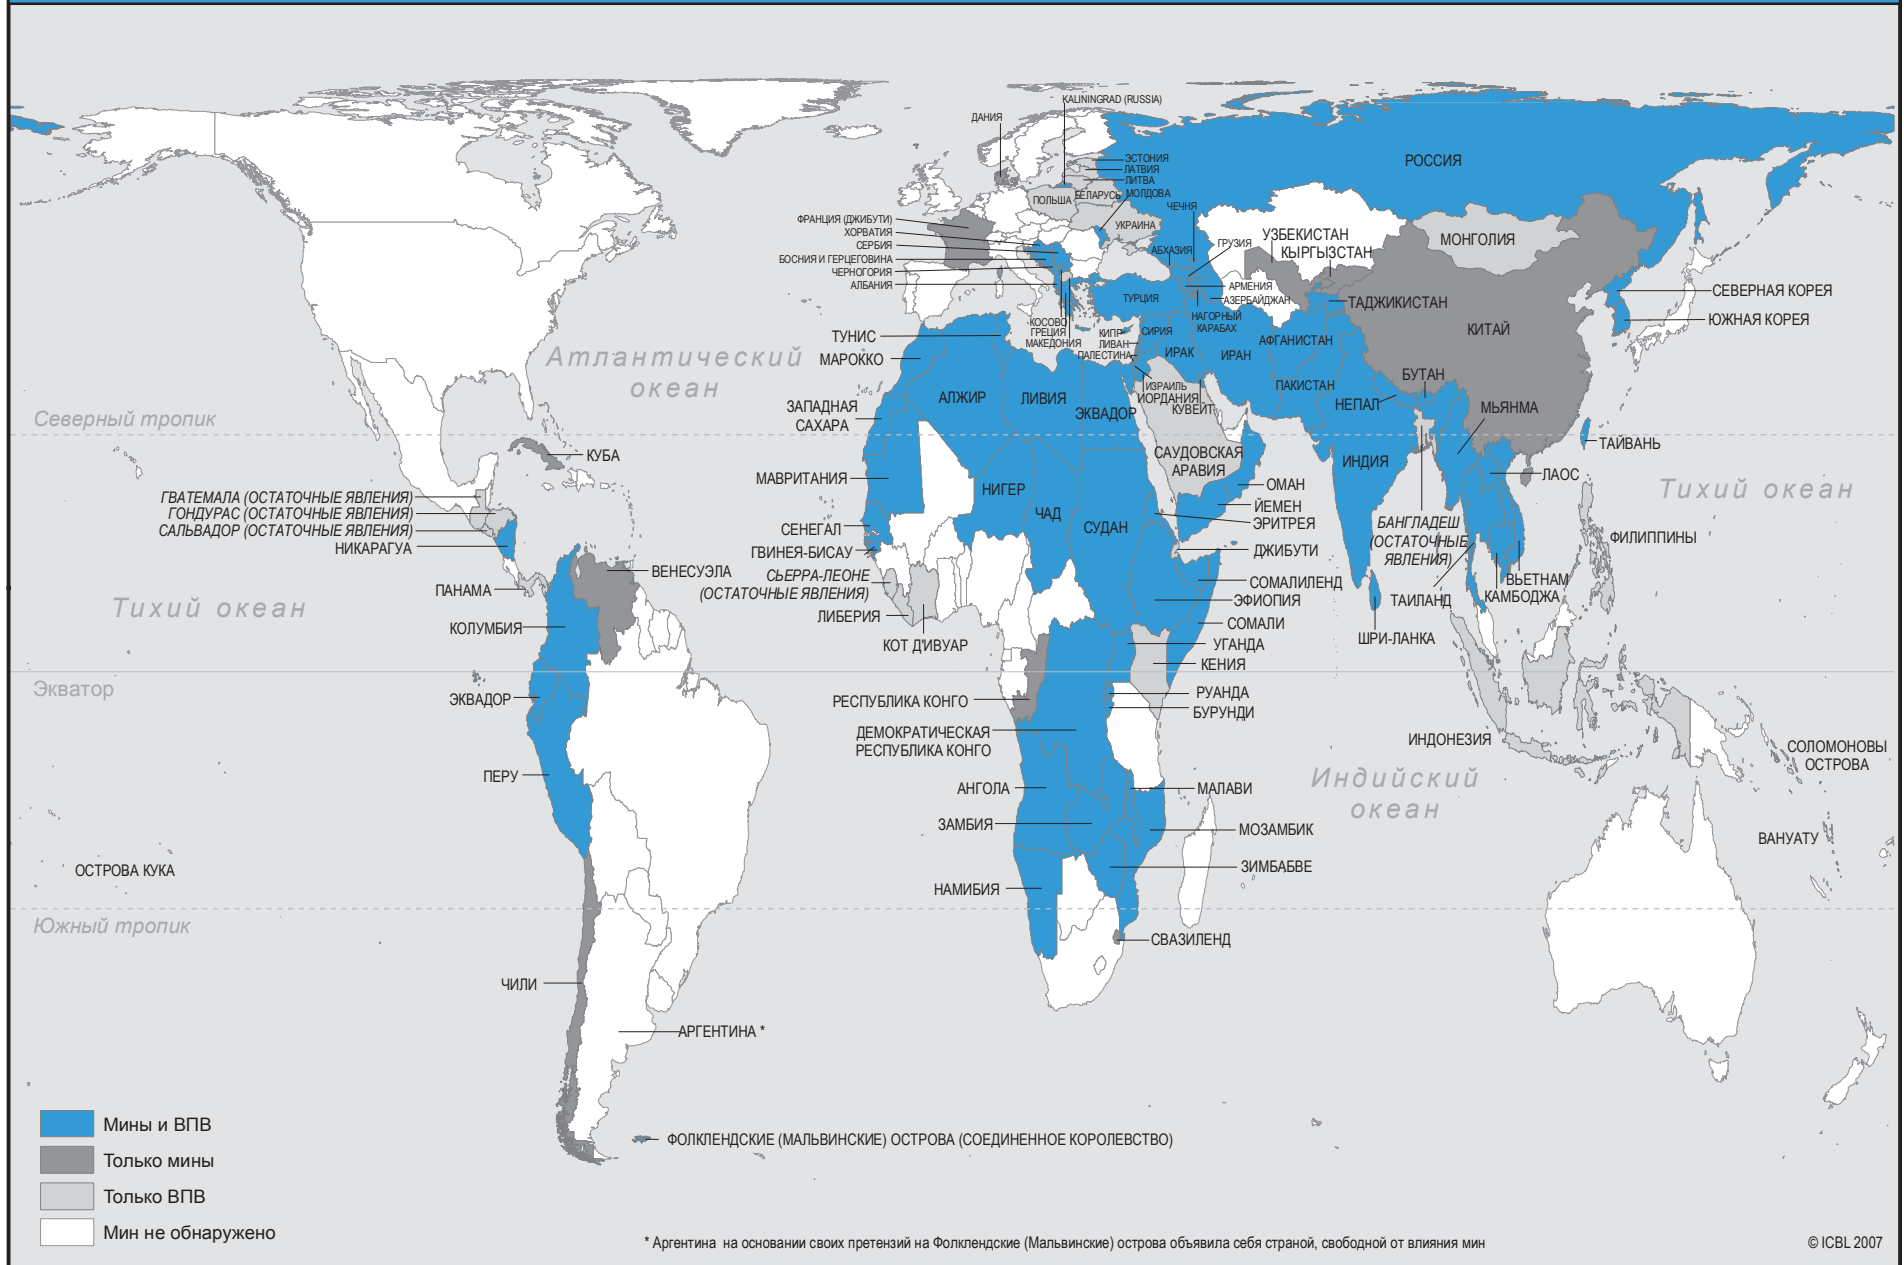 KALININGRAD (RUSSIA)
ДАНИЯ
ЭСТОНИЯ
ЛАТВИЯ
ЛИТВА
МОЛДОВА
БЕЛАРУСЬ
ПОЛЬША
РОССИЯ
ЧЕЧНЯ
ФРАНЦИЯ (ДЖИБУТИ)
ХОРВАТИЯ
СЕРБИЯ
БОСНИЯ И ГЕРЦЕГОВИНА
ЧЕРНОГОРИЯ
АЛБАНИЯ
УКРАИНА
АБХАЗИЯ
ГРУЗИЯ
УЗБЕКИСТАН
КЫРГЫЗСТАН
МОНГОЛИЯ
АРМЕНИЯ
АЗЕРБАЙДЖАН
ТУРЦИЯ
ТАДЖИКИСТАН
СЕВЕРНАЯ КОРЕЯ
ЮЖНАЯ КОРЕЯ
КИТАЙ
НАГОРНЫЙ
КАРАБАХ
КОСОВО
ГРЕЦИЯ
МАКЕДОНИЯ
КИПР
ЛИВАН
ПАЛЕСТИНА
СИРИЯ
ИРАК
ИРАН
АФГАНИСТАН
ТУНИС
МАРОККО
Атлантический
океан
ПАКИСТАН
БУТАН
НЕПАЛ
МЬЯНМА
ИЗРАИЛЬ
ИОРДАНИЯ
КУВЕЙТ
АЛЖИР
ЛИВИЯ
ЭКВАДОР
ЗАПАДНАЯ
САХАРА
Северный тропик
ТАЙВАНЬ
КУБА
САУДОВСКАЯ
АРАВИЯ
ИНДИЯ
ЛАОС
МАВРИТАНИЯ
НИГЕР
ЧАД
СУДАН
ОМАН
ЙЕМЕН
ЭРИТРЕЯ
Тихий океан
ГВАТЕМАЛА (ОСТАТОЧНЫЕ ЯВЛЕНИЯ)
ГОНДУРАС (ОСТАТОЧНЫЕ ЯВЛЕНИЯ)
САЛЬВАДОР (ОСТАТОЧНЫЕ ЯВЛЕНИЯ)
НИКАРАГУА
СЕНЕГАЛ
ГВИНЕЯ-БИСАУ
ДЖИБУТИ
БАНГЛАДЕШ
(ОСТАТОЧНЫЕ
ЯВЛЕНИЯ)
ФИЛИППИНЫ
ВЕНЕСУЭЛА
СЬЕРРА-ЛЕОНЕ
(ОСТАТОЧНЫЕ ЯВЛЕНИЯ)
СОМАЛИЛЕНД
ЭФИОПИЯ
ВЬЕТНАМ
КАМБОДЖА
ТАИЛАНД
ПАНАМА
Тихий океан
КОЛУМБИЯ
ЛИБЕРИЯ
КОТ Д'ИВУАР
СОМАЛИ
УГАНДА
КЕНИЯ
ШРИ-ЛАНКА
Экватор
ЭКВАДОР
РЕСПУБЛИКА КОНГО
РУАНДА
БУРУНДИ
ДЕМОКРАТИЧЕСКАЯ
РЕСПУБЛИКА КОНГО
ИНДОНЕЗИЯ
СОЛОМОНОВЫ
ОСТРОВА
ПЕРУ
АНГОЛА
МАЛАВИ
Индийский
океан
ЗАМБИЯ
МОЗАМБИК
ВАНУАТУ
ОСТРОВА КУКА
ЗИМБАБВЕ
НАМИБИЯ
Южный тропик
СВАЗИЛЕНД
ЧИЛИ
АРГЕНТИНА *
Мины и ВПВ
Только мины
Только ВПВ
Мин не обнаружено
ФОЛКЛЕНДСКИЕ (МАЛЬВИНСКИЕ) ОСТРОВА (СОЕДИНЕННОЕ КОРОЛЕВСТВО)
* Аргентина на основании своих претензий на Фолклендские (Мальвинские) острова объявила себя страной, свободной от влияния мин
© ICBL 2007